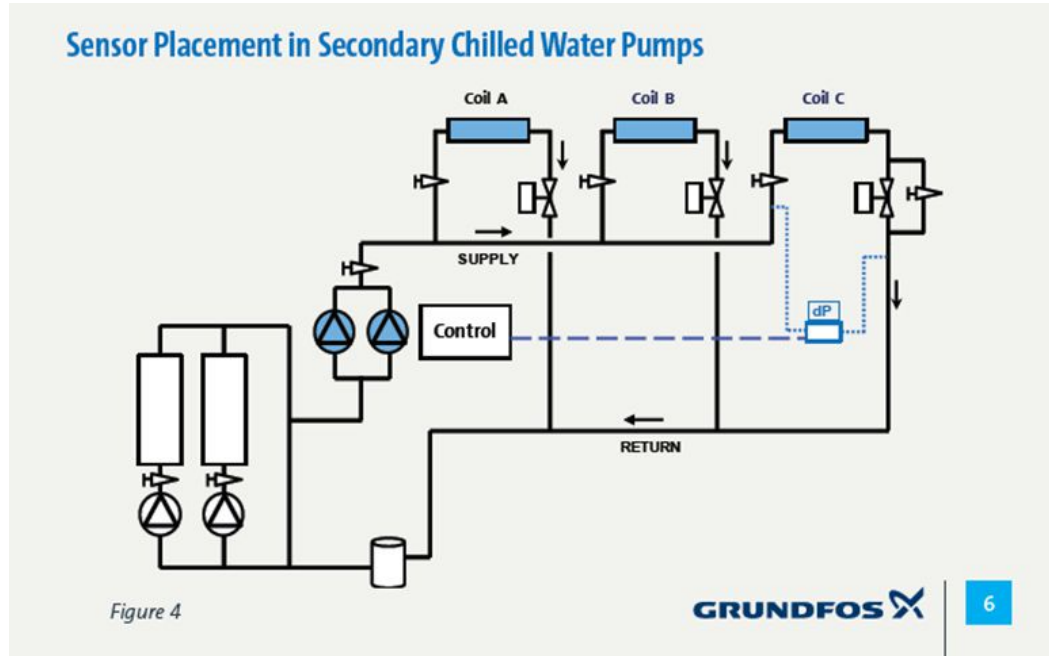 Sensor Placement in Secondary Chilled Water Pumps
Coil A
Coil B
Coil C
SUPPLY
dP
Control
RETURN
Figure 4
GRUNDFOS
6